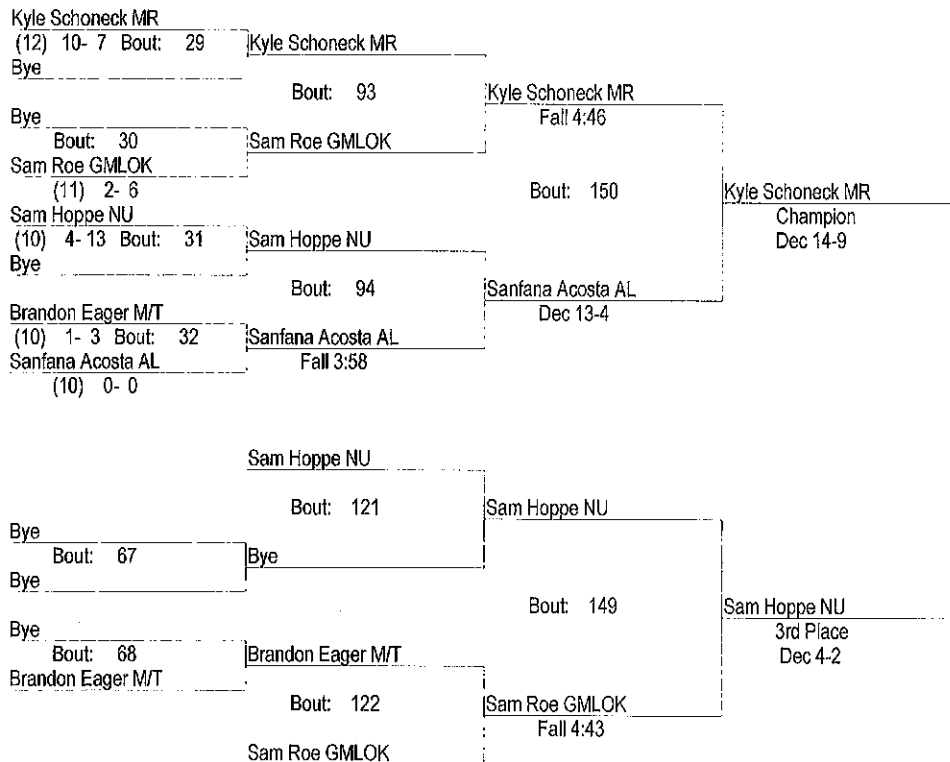 Kyle Schoneck MR
(12) 10- 7 Bout: 29
Kyle Schoneck MR
Bye
Bout: 93
Kyle Schoneck MR
Fall 4:46
Bye
Bout: 30
Sam Roe GMLOK
Sam Roe GMLOK
(11) 2- 6
Bout: 150
Kyle Schoneck MR
Champion
Dec 14-9
Sam Hoppe NU
(10) 4- 13 Bout: 31
Sam Hoppe NU
Bye
Bout: 94
Sanfana Acosta AL
Dec 13-4
Brandon Eager M/T
(10) 1- 3 Bout: 32
Sanfana Acosta AL
Fall 3:58
Sanfana Acosta AL
(10) 0- 0
Sam Hoppe NU
Bout: 121
Sam Hoppe NU
Bye
Bout: 67
Bye
Bye
Bout: 149
Sam Hoppe NU
3rd Place
Dec 4-2
Bye
Bout: 68
Brandon Eager M/T
Brandon Eager M/T
Bout: 122
Sam Roe GMLOK
Fall 4:43
Sam Roe GMLOK